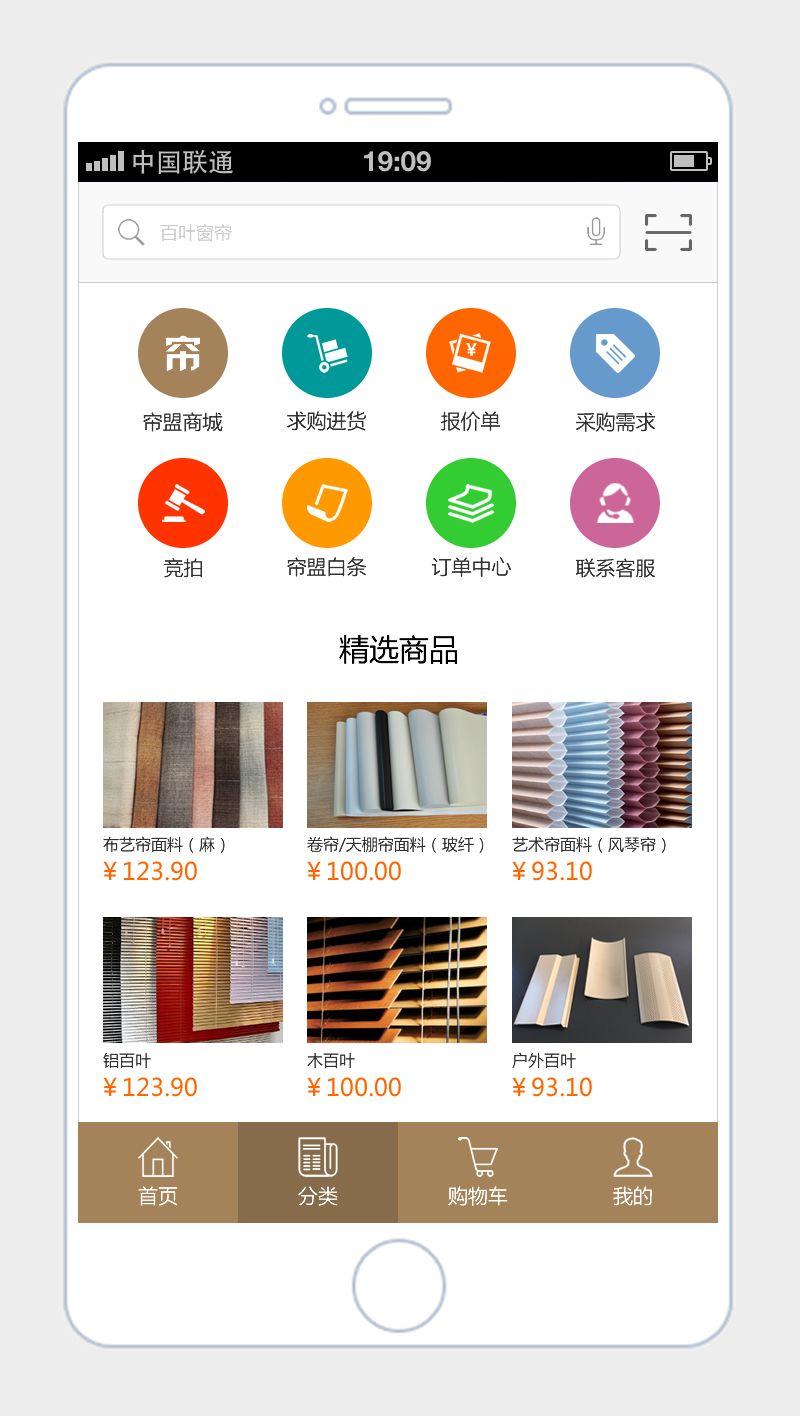 中国联通 19:09
百叶窗帘
帘
¥
帘盟商城 求购进货 报价单 采购需求
竞拍 帘盟白条 订单中心 联系客服
精选商品
布艺帘面料（麻） 卷帘/天棚帘面料（玻纤） 艺术帘面料（风琴帘）
¥123.90 ¥100.00 ¥93.10
铝百叶 木百叶 户外百叶
¥123.90 ¥100.00 ¥93.10
首页 分类 购物车 我的